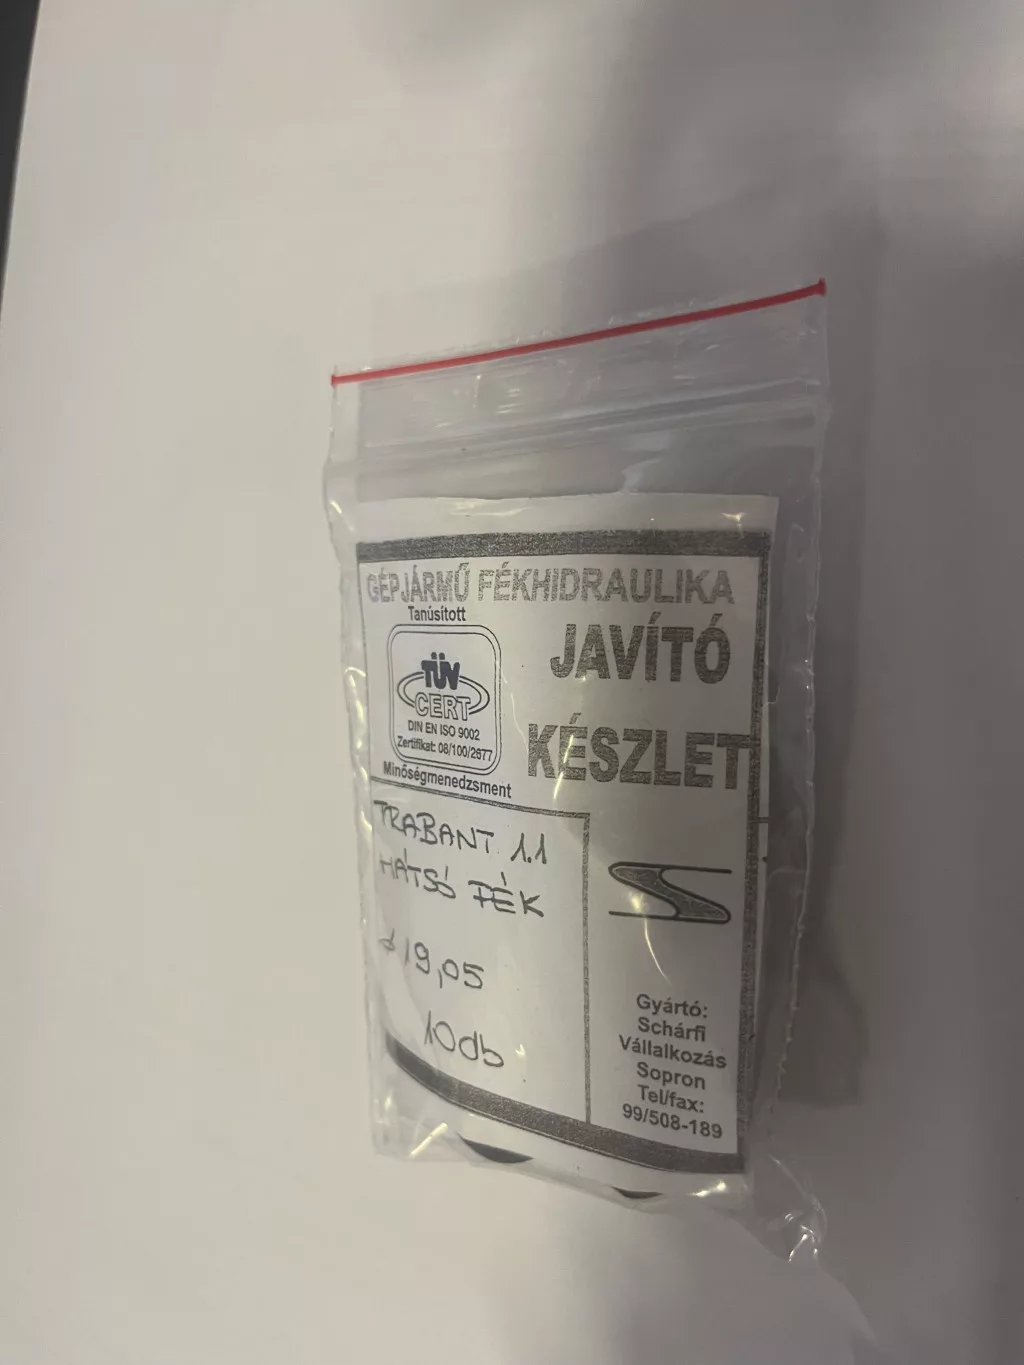 GÉPJÁRMŰ FÉKHIDRAULIKA
JAVÍTÓ
KÉSZLET
Tanúsított
TÜV
CERT
DIN EN ISO 9002
Zertifikat: 08/100/2677
Minőségmenedzsment
TRABANT 1.1
HÁTSÓ FÉK
ø 19,05
10db
Gyártó:
Schárfi
Vállalkozás
Sopron
Tel/fax:
99/508-189